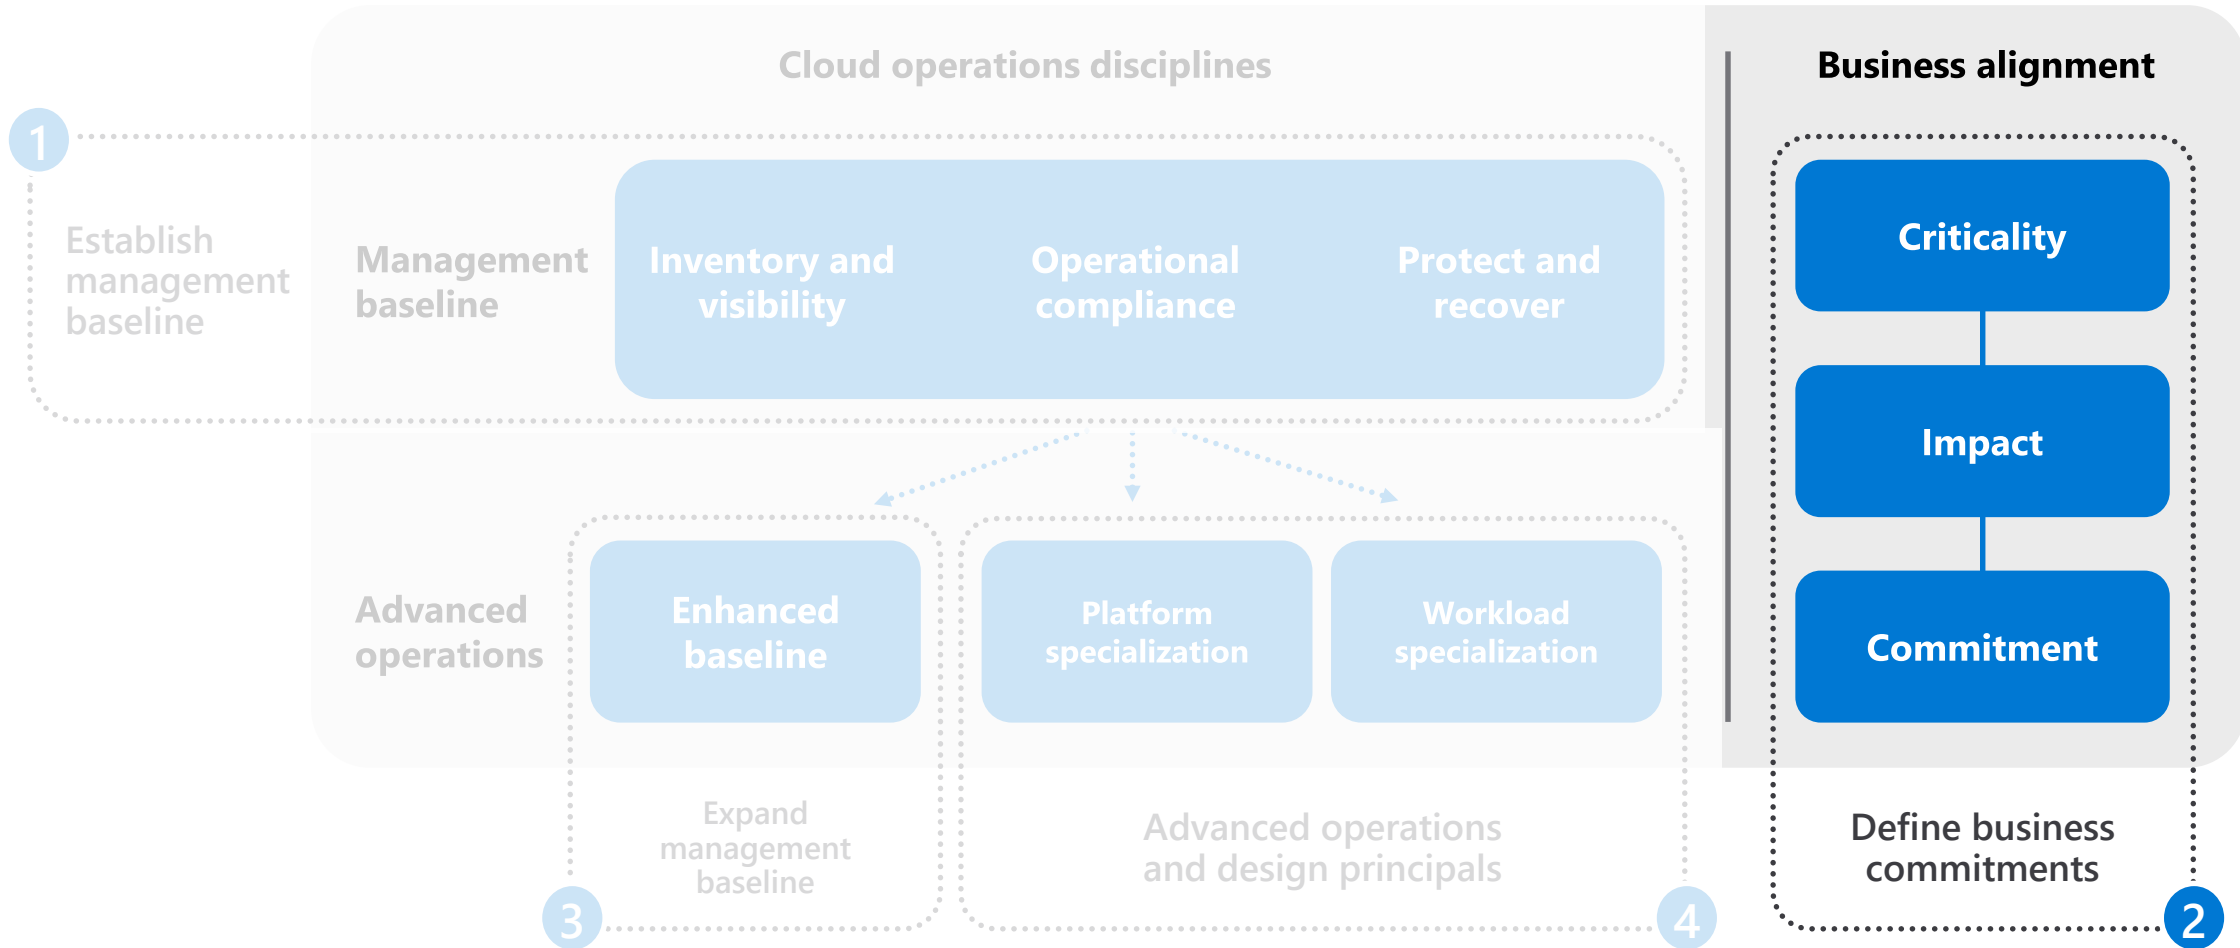 Cloud operations disciplines
Business alignment
1
Establish
management
baseline
Management
baseline
Inventory and
visibility
Operational
compliance
Protect and
recover
Criticality
Impact
Commitment
Advanced
operations
Enhanced
baseline
Platform
specialization
Workload
specialization
Expand
management
baseline
3
Advanced operations
and design principals
4
Define business
commitments
2